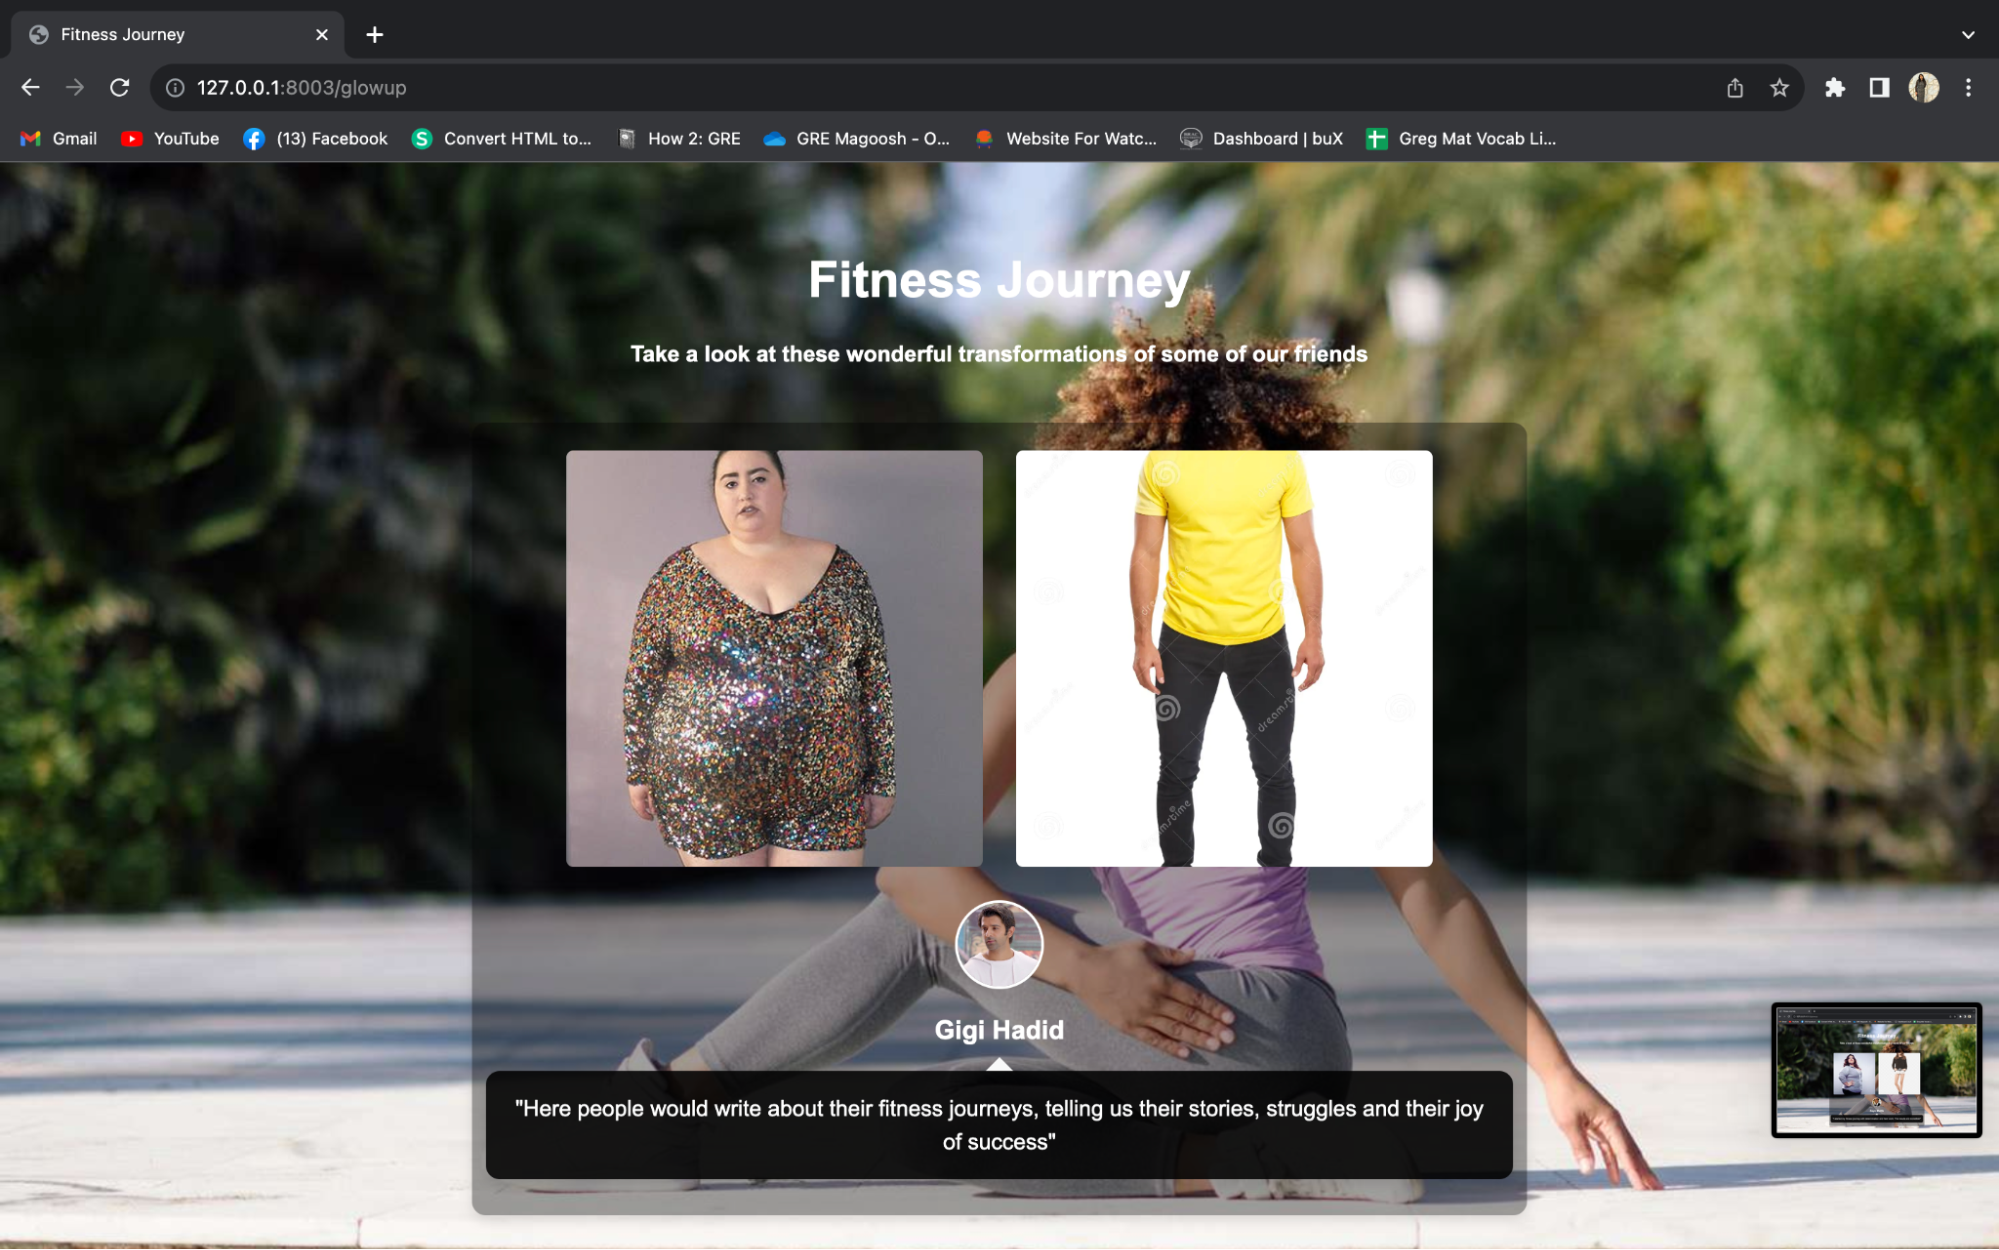 Fitness Journey
127.0.0.1:8003/glowup
Gmail
YouTube
(13) Facebook
Convert HTML to...
How 2: GRE
GRE Magoosh - O...
Website For Watc...
Dashboard | buX
Greg Mat Vocab Li...
Fitness Journey
Take a look at these wonderful transformations of some of our friends
dreamstime
Gigi Hadid
"Here people would write about their fitness journeys, telling us their stories, struggles and their joy
of success"